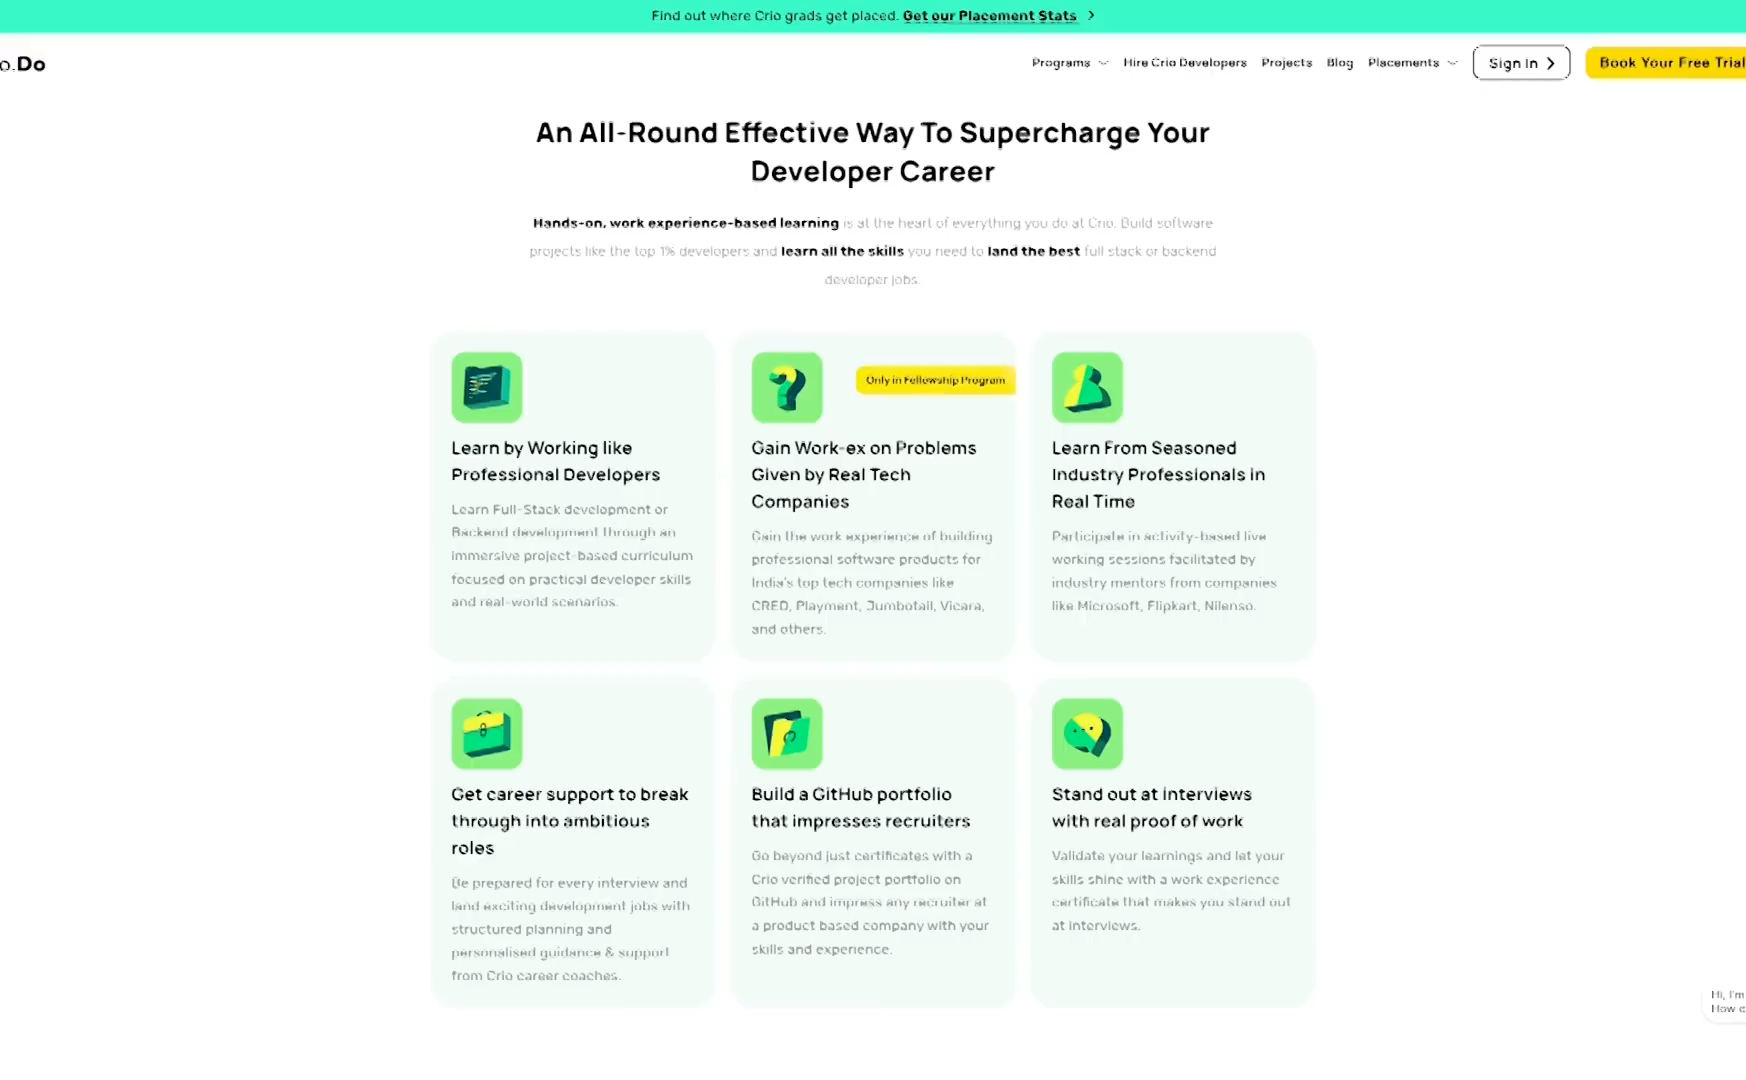 Find out where Crio grads get placed. Get our Placement Stats
o.Do
Programs
Hire Crio Developers
Projects
Blog
Placements
Sign In
Book Your Free Trial
An All-Round Effective Way To Supercharge Your
Developer Career
Hands-on, work experience-based learning is at the heart of everything you do at Crio. Build software
projects like the top 1% developers and learn all the skills you need to land the best full stack or backend
developer jobs.
Learn by Working like
Professional Developers
Learn Full-Stack development or
Backend development through an
immersive project-based curriculum
focused on practical developer skills
and real-world scenarios.
Only in Fellowship Program
Gain Work-ex on Problems
Given by Real Tech
Companies
Gain the work experience of building
professional software products for
India's top tech companies like
CRED, Playment, Jumbotail, Vicara,
and others.
Learn From Seasoned
Industry Professionals in
Real Time
Participate in activity-based live
working sessions facilitated by
industry mentors from companies
like Microsoft, Flipkart, Nilenso.
Get career support to break
through into ambitious
roles
Be prepared for every interview and
land exciting development jobs with
structured planning and
personalised guidance & support
from Crio career coaches.
Build a GitHub portfolio
that impresses recruiters
Go beyond just certificates with a
Crio verified project portfolio on
GitHub and impress any recruiter at
a product based company with your
skills and experience.
Stand out at interviews
with real proof of work
Validate your learnings and let your
skills shine with a work experience
certificate that makes you stand out
at interviews.
Hi, I'm
How c